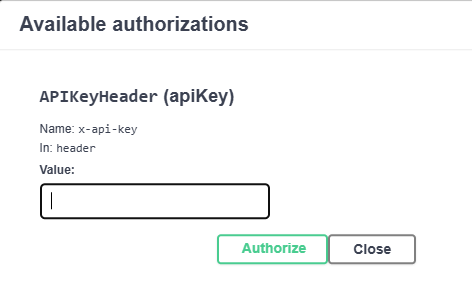 Available authorizations
APIKeyHeader (apiKey)
Name: x-api-key
In: header
Value:
Authorize Close